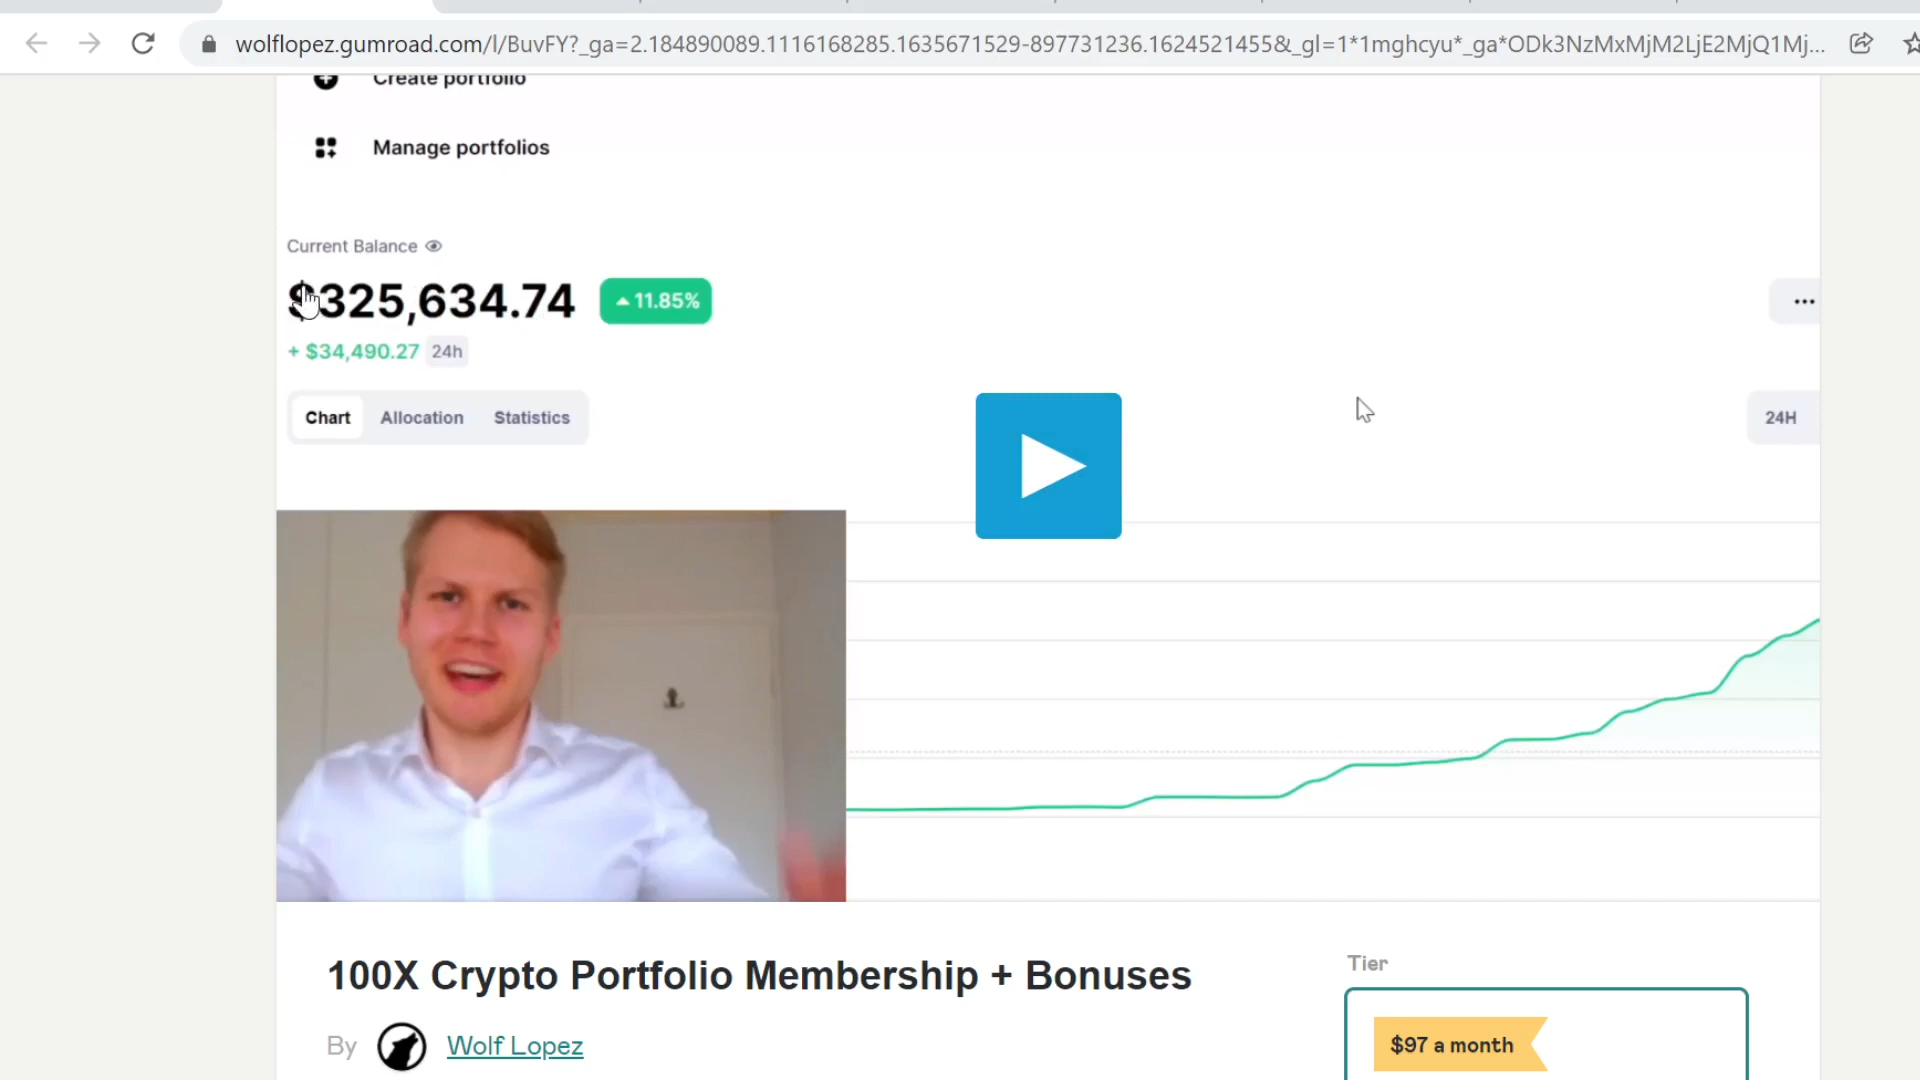 wolflopez.gumroad.com/l/BuvFY?_ga=2.184890089.1116168285.1635671529-897731236.1624521455&_gl=1*1mghcyu*_ga*ODk3NzMxMjM2LjE2MjQ1Mj...
Create portfolio
Manage portfolios
Current Balance
$325,634.74 11.85%
+ $34,490.27 24h
Chart Allocation Statistics 24H
100X Crypto Portfolio Membership + Bonuses
Tier
By Wolf Lopez
$97 a month